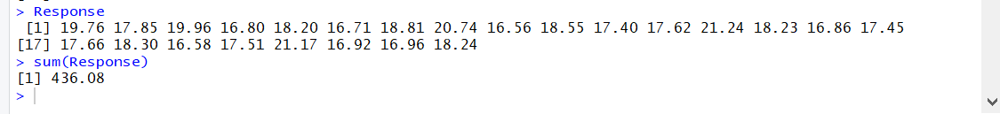 > Response
[1] 19.76 17.85 19.96 16.80 18.20 16.71 18.81 20.74 16.56 18.55 17.40 17.62 21.24 18.23 16.86 17.45
[17] 17.66 18.30 16.58 17.51 21.17 16.92 16.96 18.24
> sum(Response)
[1] 436.08
>